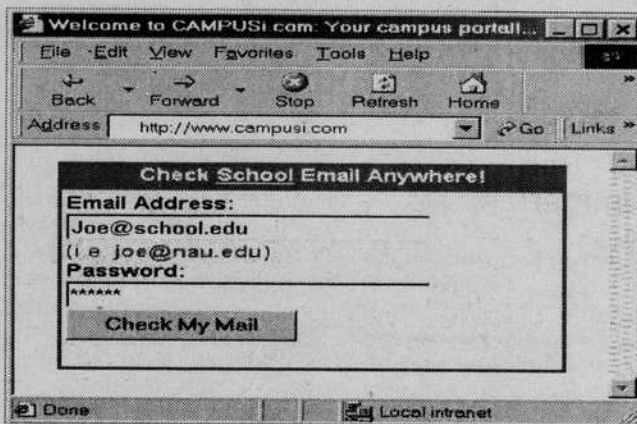 Welcome to CAMPUSi com: Your campus portal!...
File Edit View Favorites Tools Help
Back Forward Stop Refresh Home »
Address http://www.campusi.com Go Links »
Check School Email Anywhere!
Email Address:
Joe@school.edu
(i e joe@nau.edu)
Password:
******
Check My Mail
Done Local intranet